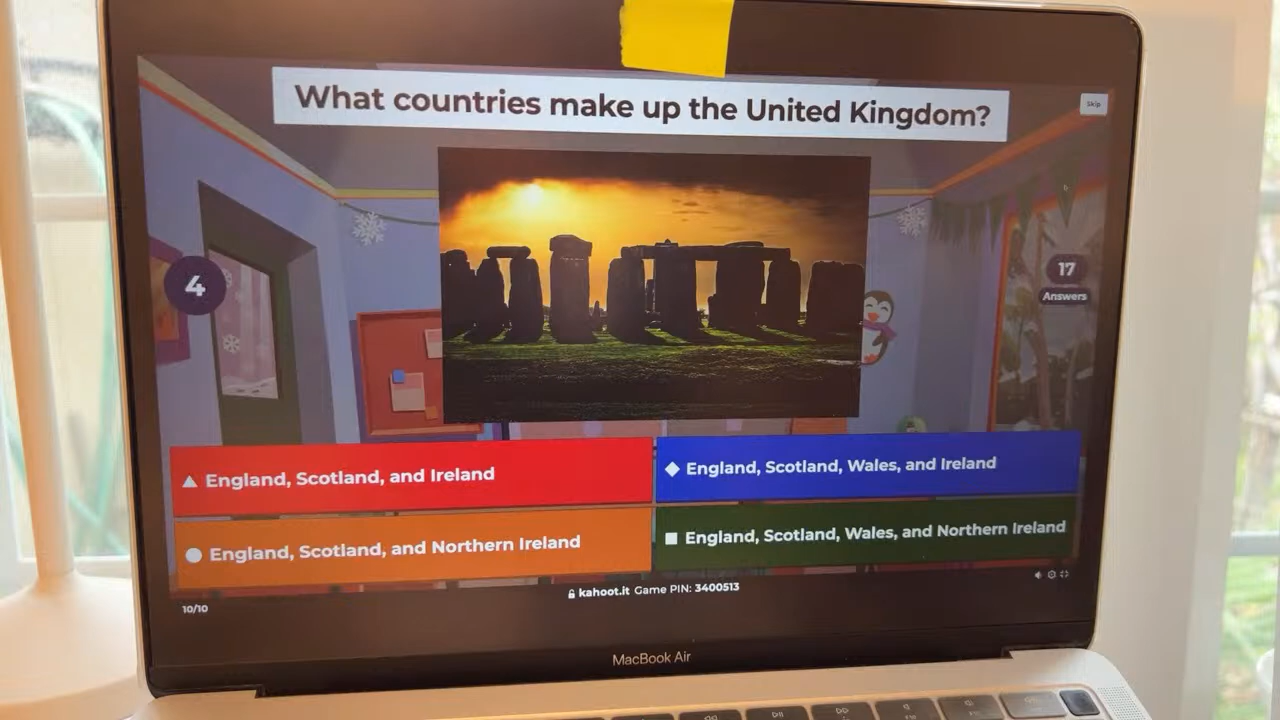 What countries make up the United Kingdom?
Skip
4
17
Answers
England, Scotland, and Ireland
England, Scotland, Wales, and Ireland
England, Scotland, and Northern Ireland
England, Scotland, Wales, and Northern Ireland
kahoot.it Game PIN: 3400513
10/10
MacBook Air